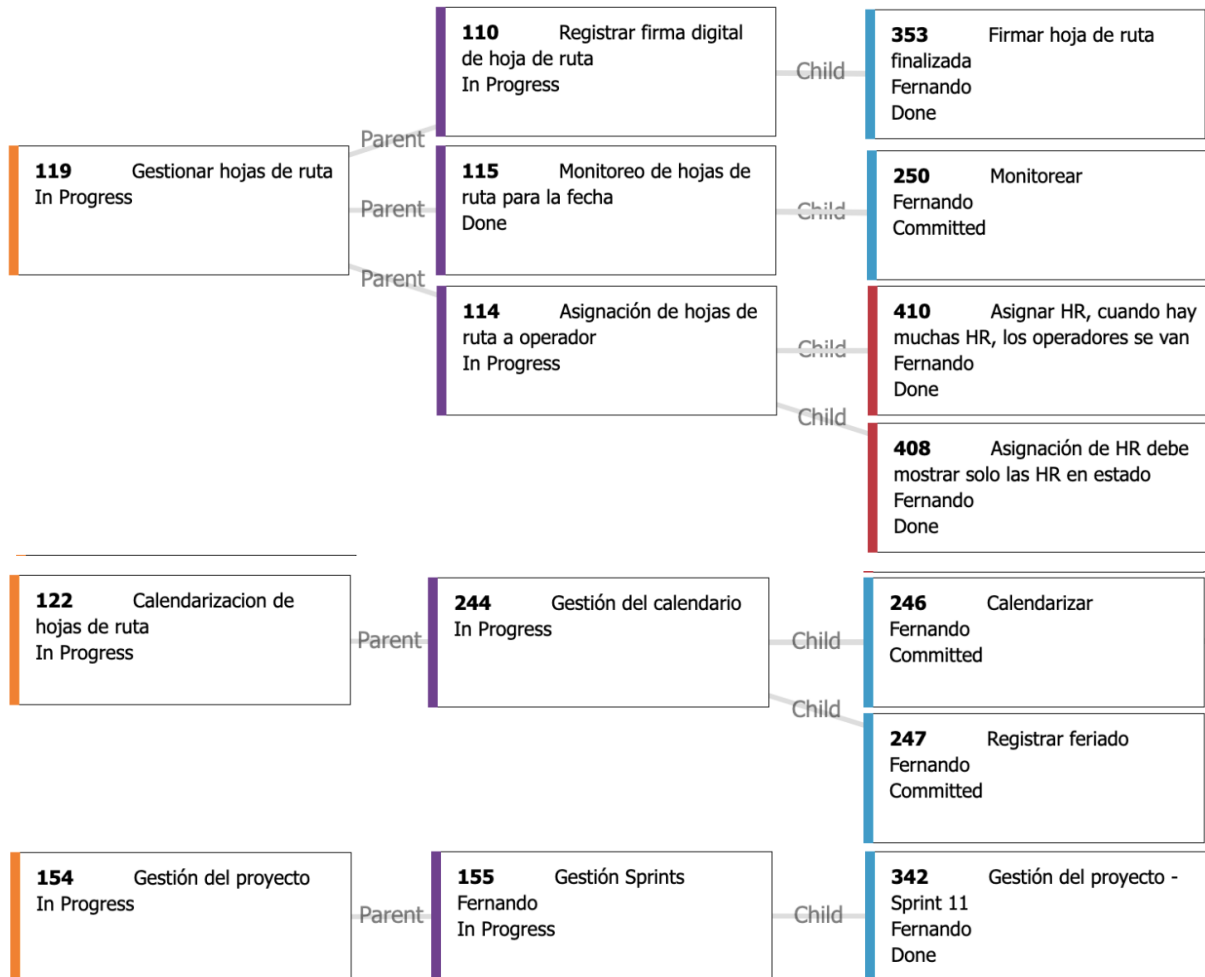 119 Gestionar hojas de ruta
In Progress
Parent
Parent
Parent
110 Registrar firma digital
de hoja de ruta
In Progress
Child
353 Firmar hoja de ruta
finalizada
Fernando
Done
115 Monitoreo de hojas de
ruta para la fecha
Done
Child
250 Monitorear
Fernando
Committed
114 Asignación de hojas de
ruta a operador
In Progress
Child
Child
410 Asignar HR, cuando hay
muchas HR, los operadores se van
Fernando
Done
408 Asignación de HR debe
mostrar solo las HR en estado
Fernando
Done
122 Calendarizacion de
hojas de ruta
In Progress
Parent
244 Gestión del calendario
In Progress
Child
Child
246 Calendarizar
Fernando
Committed
247 Registrar feriado
Fernando
Committed
154 Gestión del proyecto
In Progress
Parent
155 Gestión Sprints
Fernando
In Progress
Child
342 Gestión del proyecto -
Sprint 11
Fernando
Done